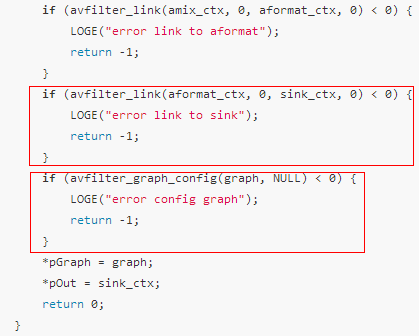 if (avfilter_link(amix_ctx, 0, aformat_ctx, 0) < 0) {
LOGE("error link to aformat");
return -1;
}
if (avfilter_link(aformat_ctx, 0, sink_ctx, 0) < 0) {
LOGE("error link to sink");
return -1;
}
if (avfilter_graph_config(graph, NULL) < 0) {
LOGE("error config graph");
return -1;
}
*pGraph = graph;
*pOut = sink_ctx;
return 0;
}